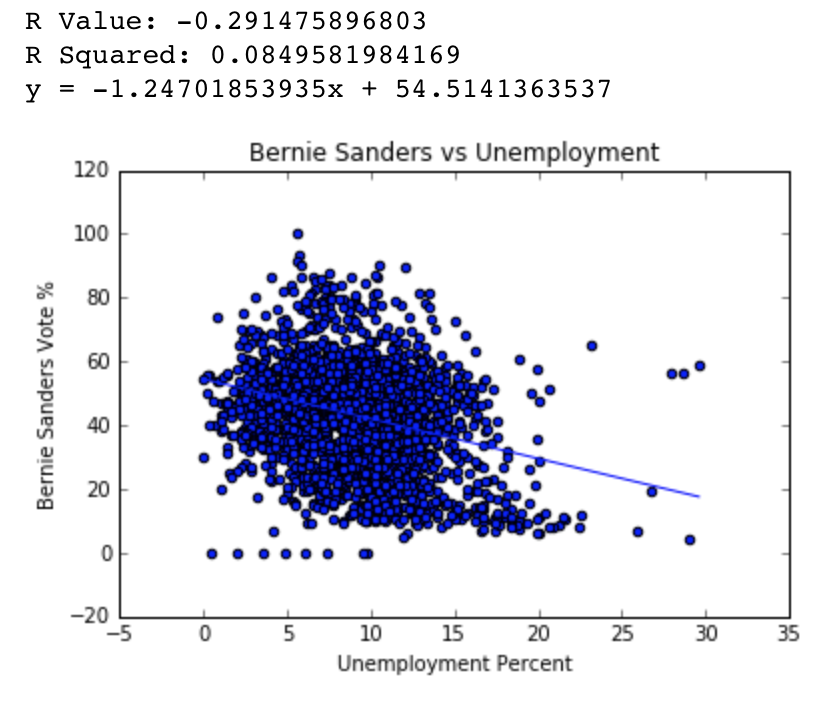 R Value: -0.291475896803
R Squared: 0.0849581984169
y = -1.24701853935x + 54.5141363537
Bernie Sanders vs Unemployment
120
100
80
60
40
20
0
−20
Bernie Sanders Vote %
−5 0 5 10 15 20 25 30 35
Unemployment Percent